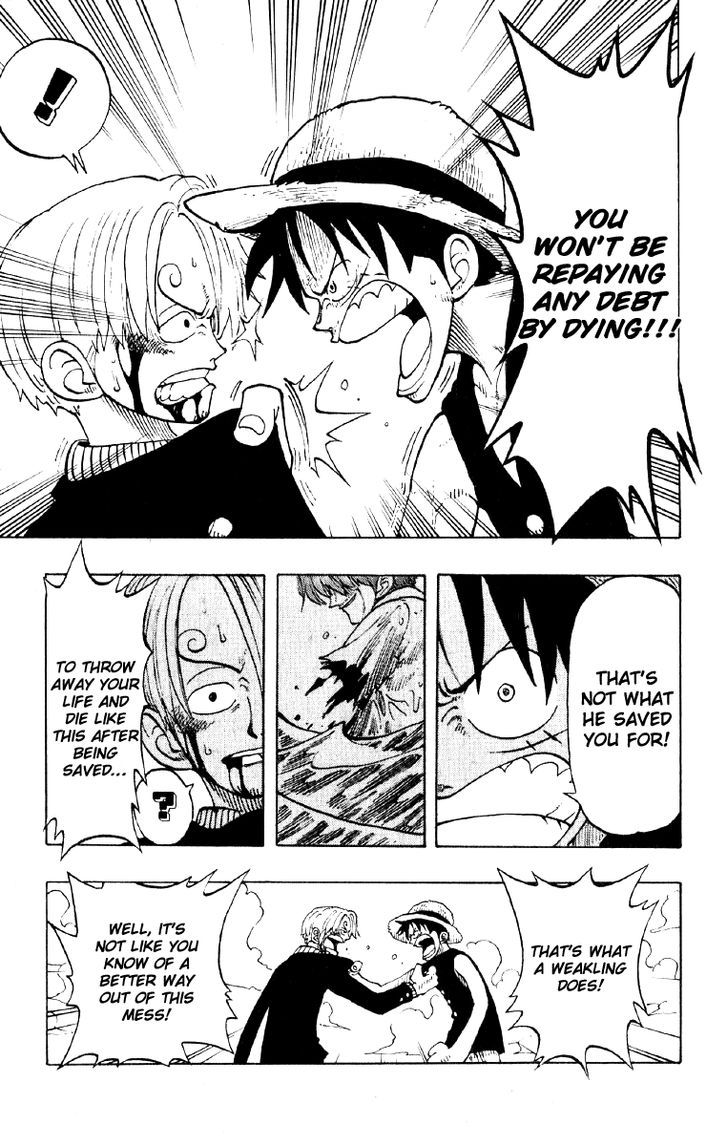 !!
YOU
WON'T BE
REPAYING
ANY DEBT
BY DYING!!!
THAT'S
NOT WHAT
HE SAVED
YOU FOR!
TO THROW
AWAY YOUR
LIFE AND
DIE LIKE
THIS AFTER
BEING
SAVED...
?
THAT'S WHAT
A WEAKLING
DOES!
WELL, IT'S
NOT LIKE YOU
KNOW OF A
BETTER WAY
OUT OF THIS
MESS!